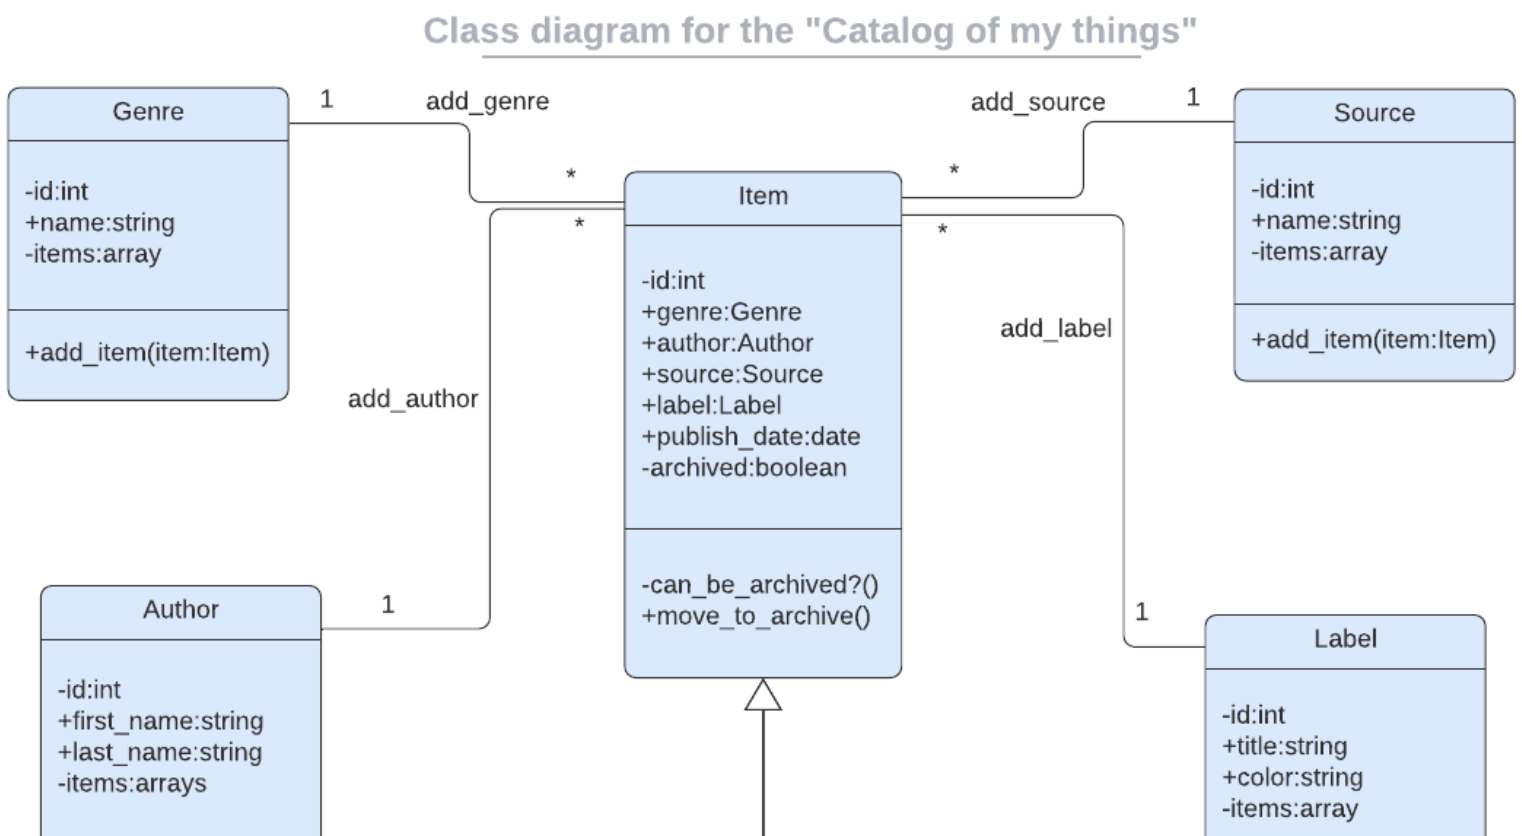 Class diagram for the "Catalog of my things"
1
add_genre
*
Genre
-id:int
+name:string
-items:array
+add_item(item:Item)
add_source
1
*
Source
-id:int
+name:string
-items:array
+add_item(item:Item)
Item
-id:int
+genre:Genre
+author:Author
+source:Source
+label:Label
+publish_date:date
-archived:boolean
-can_be_archived?()
+move_to_archive()
*
add_author
1
Author
-id:int
+first_name:string
+last_name:string
-items:arrays
*
add_label
1
Label
-id:int
+title:string
+color:string
-items:array